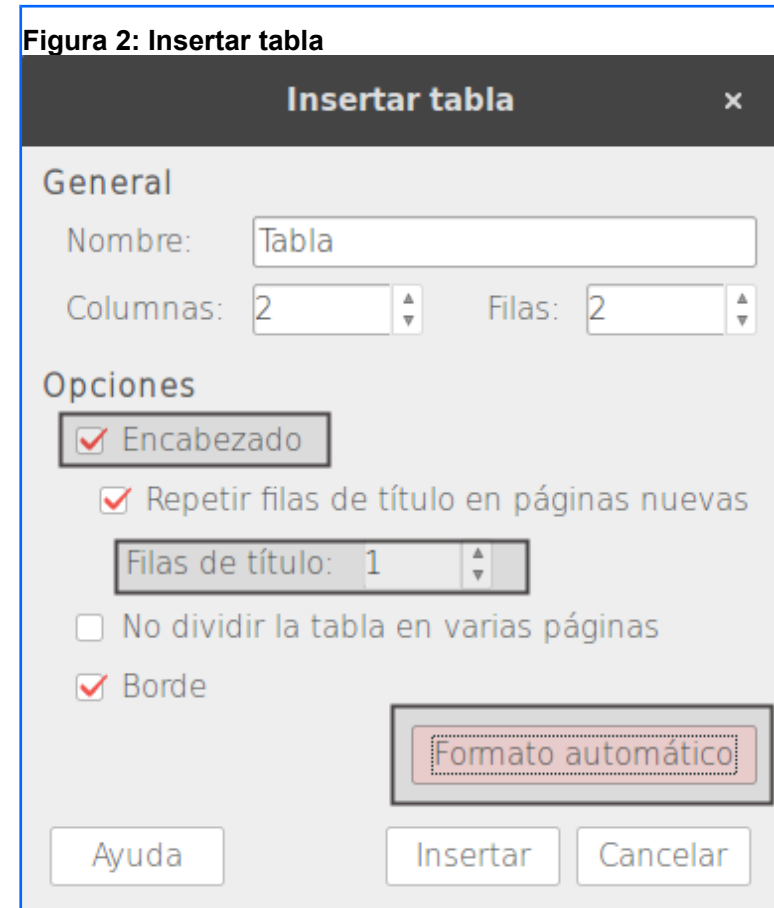 Figura 2: Insertar tabla
Insertar tabla ×
General
Nombre: Tabla
Columnas: 2 Filas: 2
Opciones
Encabezado
Repetir filas de título en páginas nuevas
Filas de título: 1
No dividir la tabla en varias páginas
Borde
Formato automático
Ayuda Insertar Cancelar